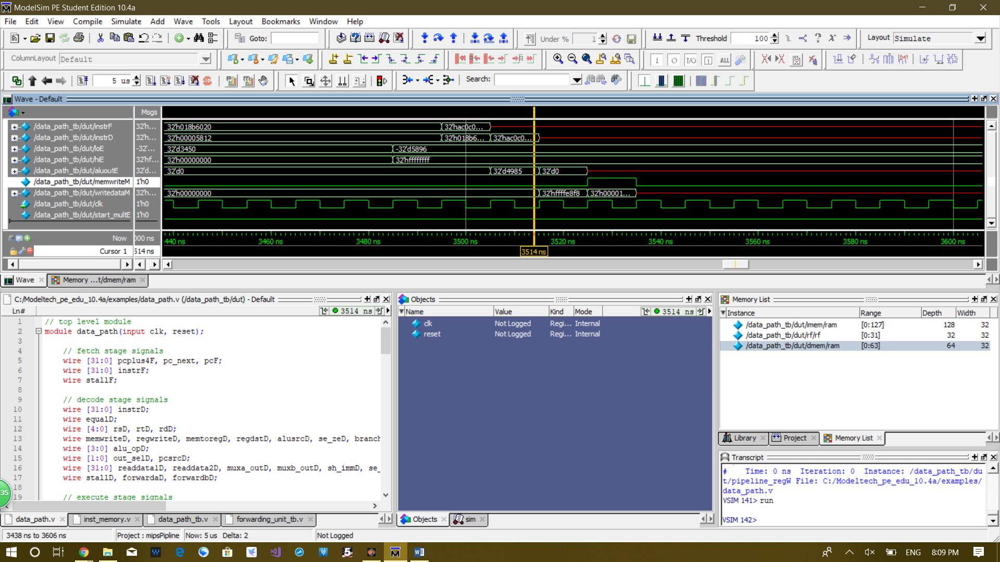 ModelSim PE Student Edition 10.4a
File Edit View Compile Simulate Add Wave Tools Layout Bookmarks Window Help
Goto: Under % 1 Threshold 100 Layout Simulate
ColumnLayout Default ALL
5 us Search:
Wave - Default
Msgs
/data_path_tb/dut/instrF 32'h... 32'h018b6020 32'hac0c0...
/data_path_tb/dut/instrD 32'h... 32'h00005812 32'h018b6... 32'hac0c0...
/data_path_tb/dut/loE -32'... 32'd3450 -32'd5896
/data_path_tb/dut/hiE 32'hf... 32'h00000000 32'hffffffff
/data_path_tb/dut/aluoutE 32'd... 32'd0 32'd4985 32'd0
/data_path_tb/dut/memwriteM 1'h0
/data_path_tb/dut/writedataM 32'h... 32'h00000000 32'hffffe8f8 32'h00001...
/data_path_tb/dut/clk 1'h0
/data_path_tb/dut/start_multE 1'h0
Now 000 ns 440 ns 3460 ns 3480 ns 3500 ns 3520 ns 3540 ns 3560 ns 3580 ns 3600 ns
Cursor 1 514 ns 3514 ns
Wave Memory ...t/dmem/ram
C:/Modeltech_pe_edu_10.4a/examples/data_path.v (/data_path_tb/dut) - Default
Ln# 3514 ns
1 // top level module
2 module data_path(input clk, reset);
3
4 // fetch stage signals
5 wire [31:0] pcplus4F, pc_next, pcF;
6 wire [31:0] instrF;
7 wire stallF;
8
9 // decode stage signals
10 wire [31:0] instrD;
11 wire equalD;
12 wire [4:0] rsD, rtD, rdD;
13 wire memwriteD, regwriteD, memtoregD, regdstD, alusrcD, se_zeD, branch
14 wire [3:0] alu_opD;
15 wire [1:0] out_selD, pcsrcD;
16 wire [31:0] readdata1D, readdata2D, muxa_outD, muxb_outD, sh_immD, se_
17 wire stallD, forwardaD, forwardbD;
18
19 // execute stage signals
35
data_path.v inst_memory.v data_path_tb.v forwarding_unit_tb.v
Objects
Name Value Kind Mode 3514 ns
clk Not Logged Regi... Internal
reset Not Logged Regi... Internal
Objects sim
Memory List
Instance Range Depth Width
/data_path_tb/dut/imem/ram [0:127] 128 32
/data_path_tb/dut/rf/rf [0:31] 32 32
/data_path_tb/dut/dmem/ram [0:63] 64 32
Library Project Memory List
Transcript
# Time: 0 ns Iteration: 0 Instance: /data_path_tb/du
t/pipeline_regW File: C:/Modeltech_pe_edu_10.4a/examples/
data_path.v
VSIM 141> run
VSIM 142>
3438 ns to 3606 ns Project : mipsPipline Now: 5 us Delta: 2 Not Logged
ENG 8:09 PM